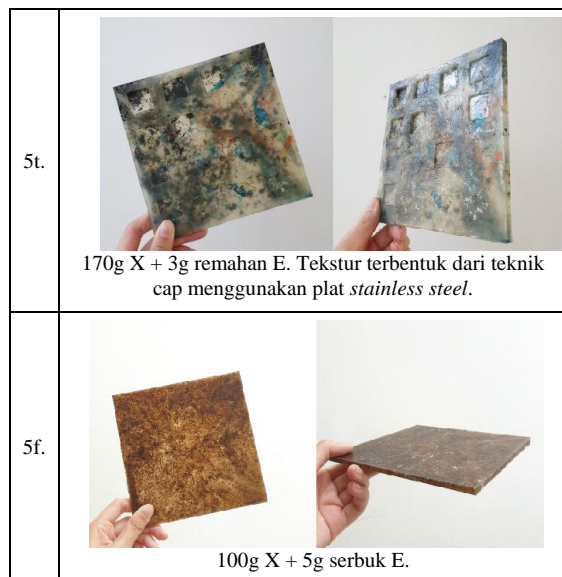 5t.
170g X + 3g remahan E. Tekstur terbentuk dari teknik
cap menggunakan plat stainless steel.
5f.
100g X + 5g serbuk E.